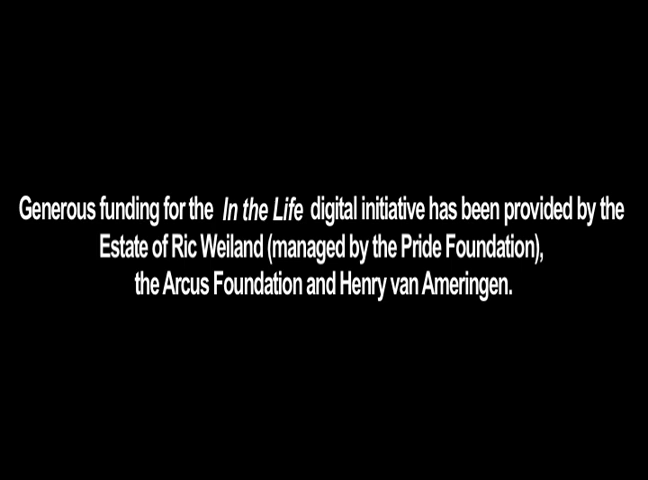 Generous funding for the In the Life digital initiative has been provided by the
Estate of Ric Weiland (managed by the Pride Foundation),
the Arcus Foundation and Henry van Ameringen.